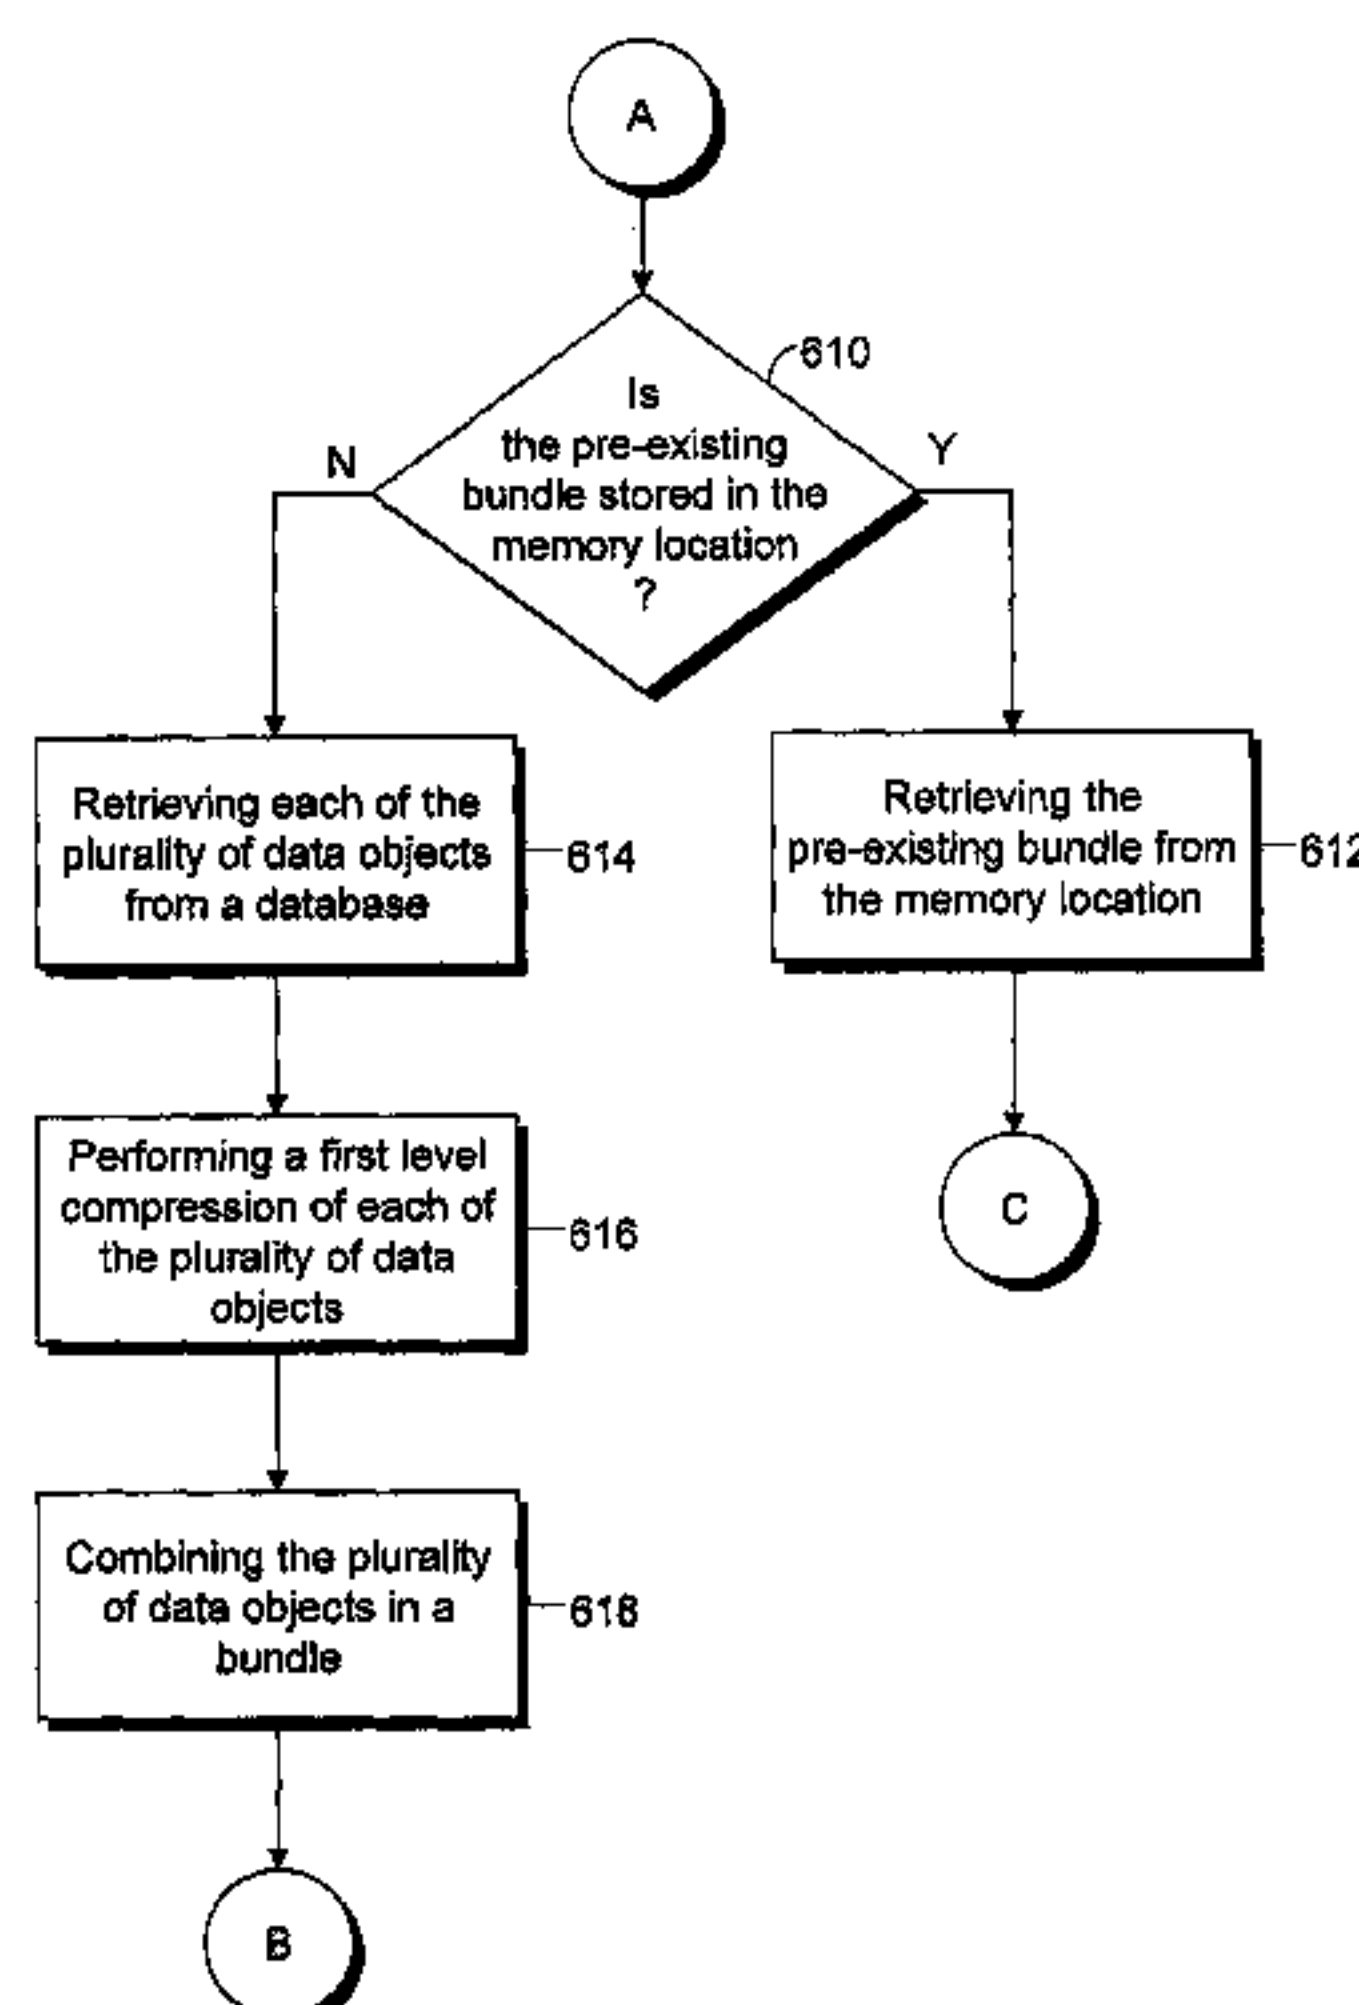 A
610
Is
the pre-existing
bundle stored in the
memory location
?
N
Y
Retrieving each of the
plurality of data objects
from a database
614
Retrieving the
pre-existing bundle from
the memory location
612
Performing a first level
compression of each of
the plurality of data
objects
616
C
Combining the plurality
of data objects in a
bundle
618
B